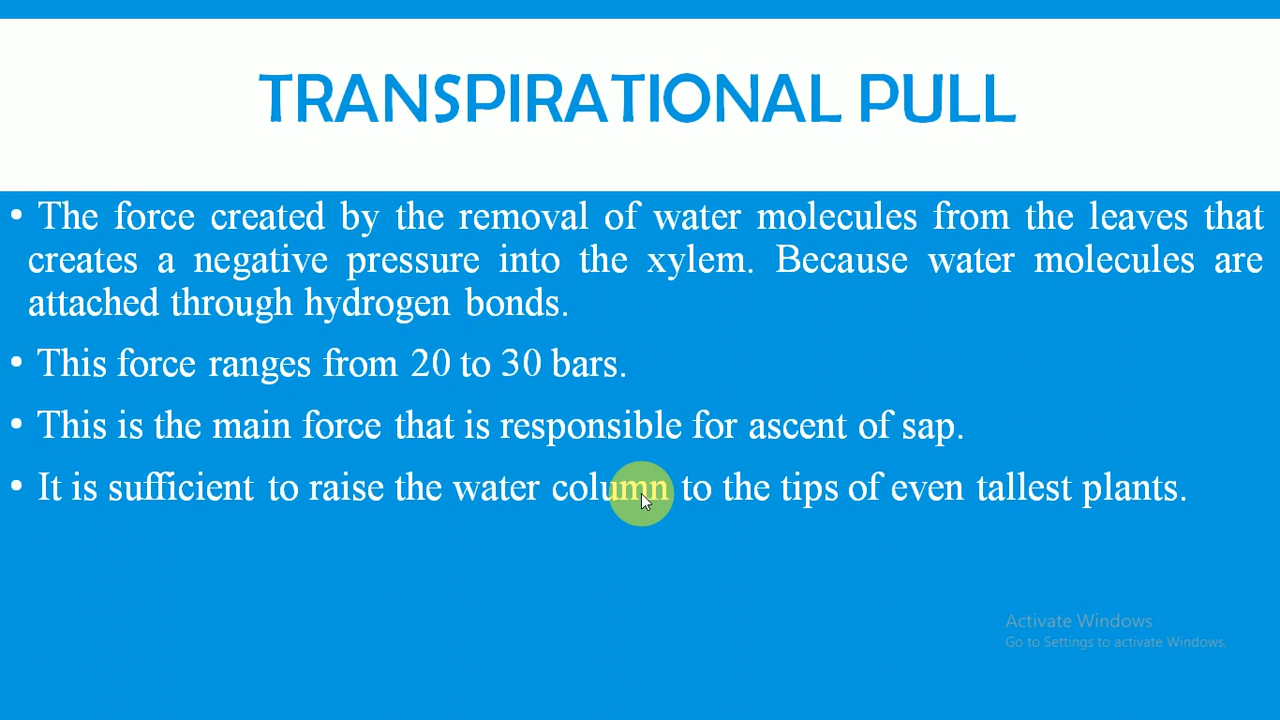 TRANSPIRATIONAL PULL
• The force created by the removal of water molecules from the leaves that
creates a negative pressure into the xylem. Because water molecules are
attached through hydrogen bonds.
• This force ranges from 20 to 30 bars.
• This is the main force that is responsible for ascent of sap.
• It is sufficient to raise the water column to the tips of even tallest plants.
Activate Windows
Go to Settings to activate Windows.